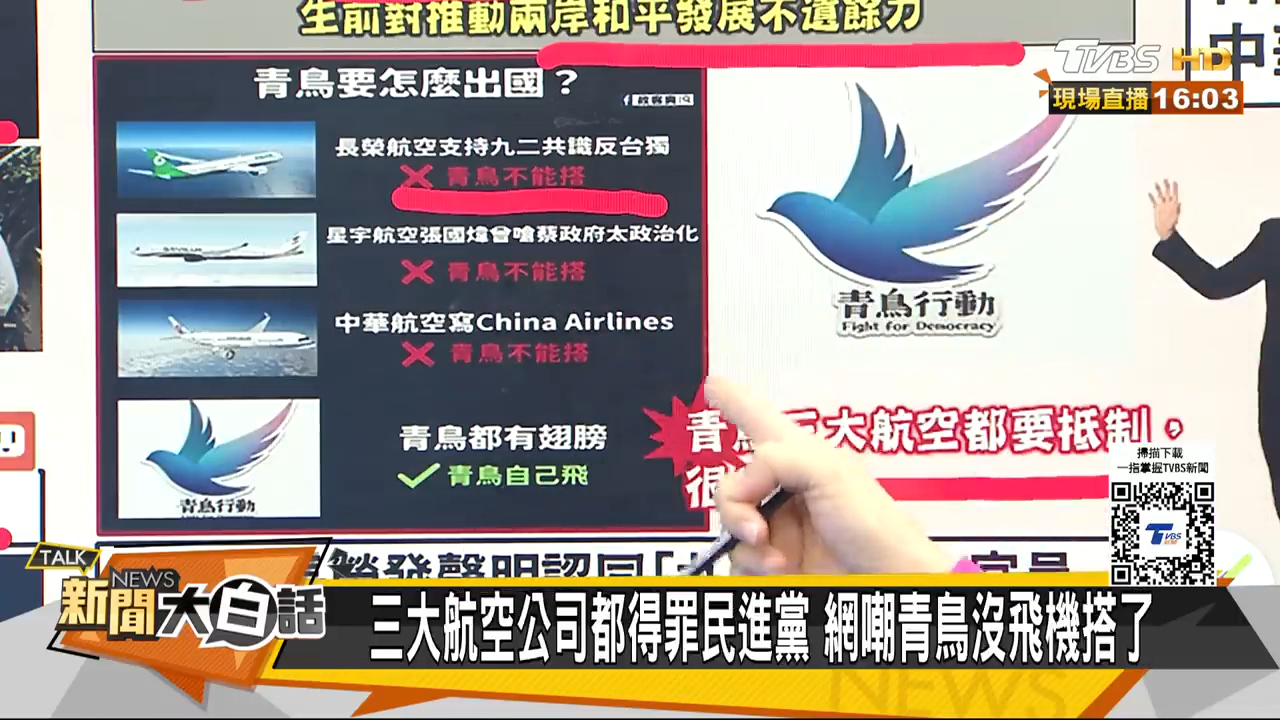 生前對推動兩岸和平發展不遺餘力
TVBS HD
現場直播 16:03
中
青鳥要怎麼出國？
長榮航空支持九二共識反台獨
青鳥不能搭
星宇航空張國煒曾嗆蔡政府太政治化
青鳥不能搭
中華航空寫China Airlines
青鳥不能搭
青鳥都有翅膀
青鳥自己飛
青鳥行動
青鳥行動
Fight for Democracy
大航空都要抵制，
掃描下載
一指掌握TVBS新聞
TVBS
發聲明認同「
TALK
NEWS
新聞大白話
三大航空公司都得罪民進黨 網嘲青鳥沒飛機搭了
NEWS